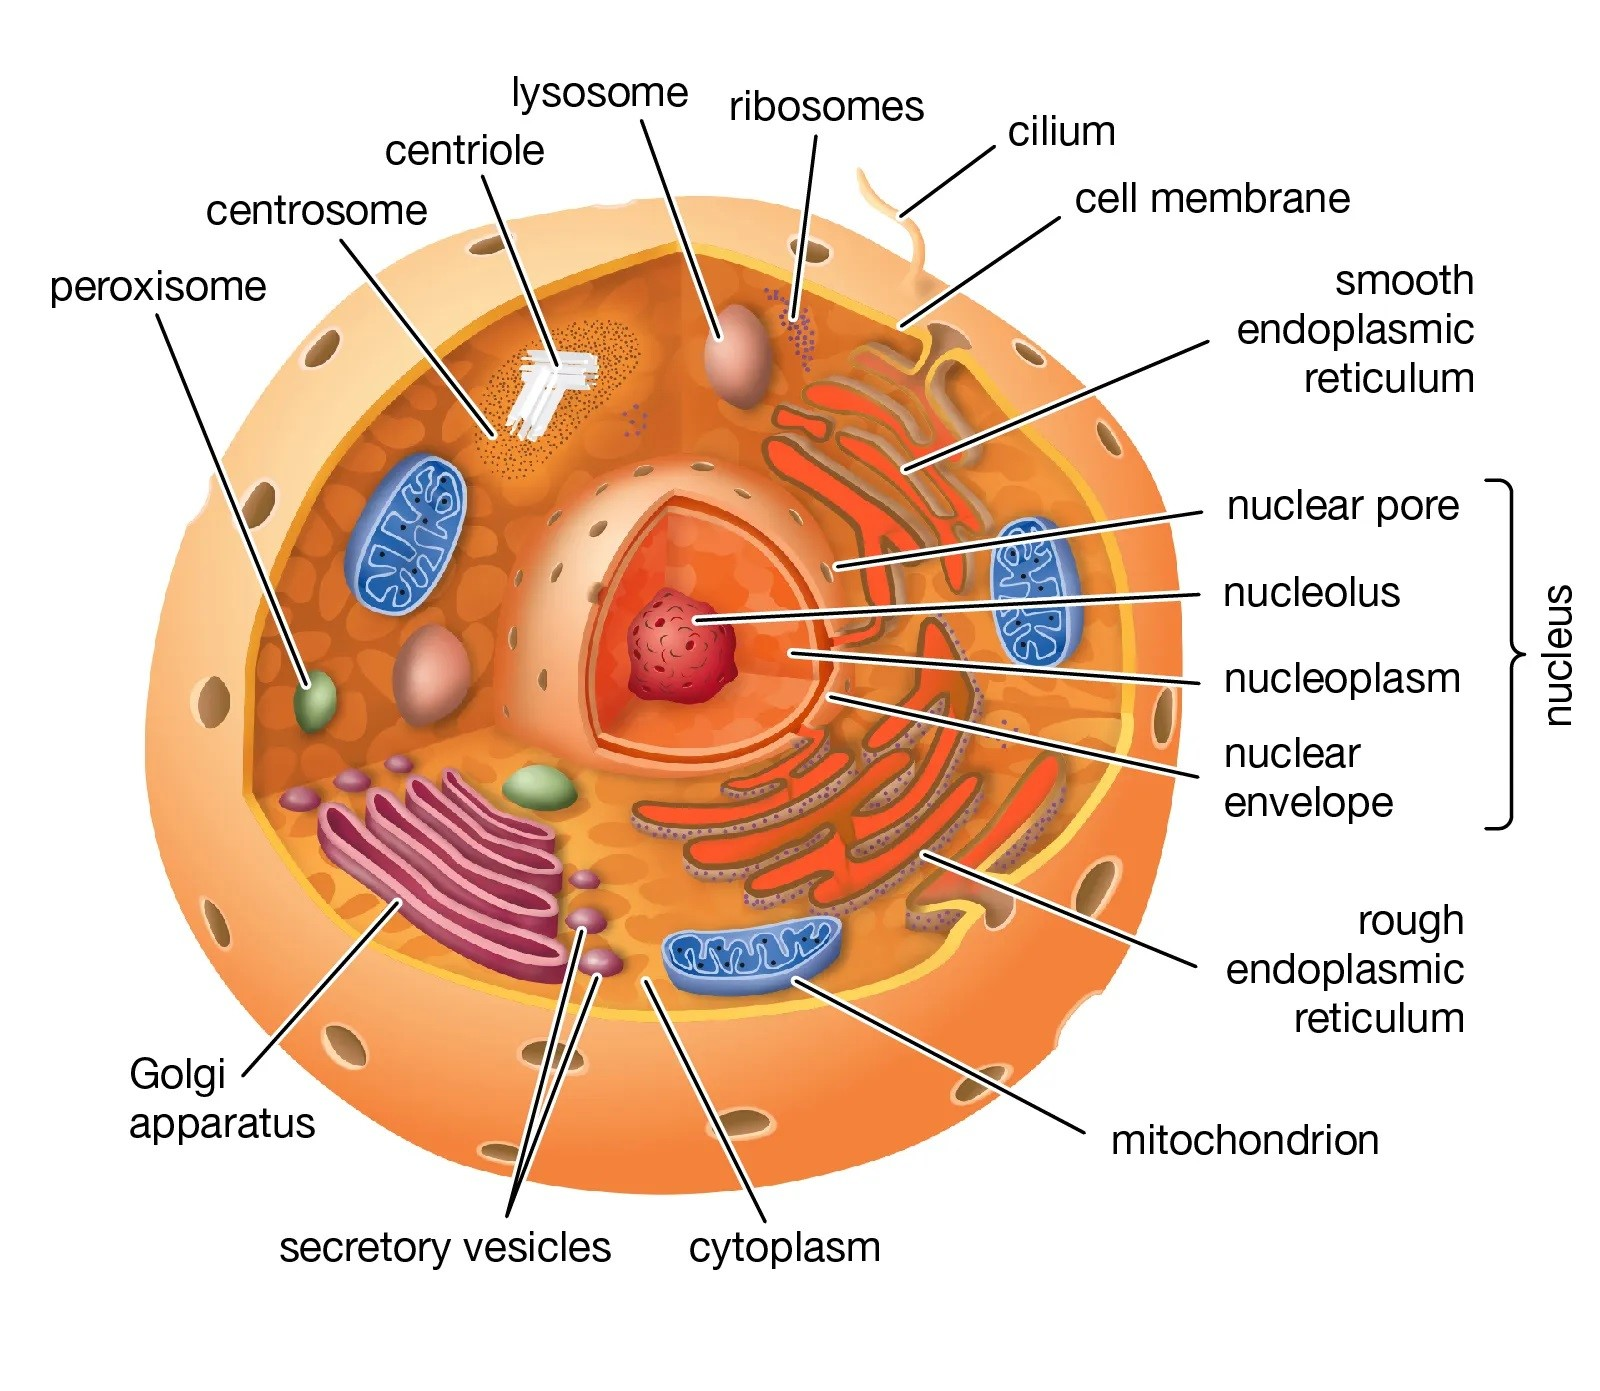 lysosome
ribosomes
cilium
centriole
cell membrane
centrosome
peroxisome
smooth
endoplasmic
reticulum
nuclear pore
nucleolus
nucleoplasm
nuclear
envelope
nucleus
rough
endoplasmic
reticulum
Golgi
apparatus
mitochondrion
secretory vesicles
cytoplasm